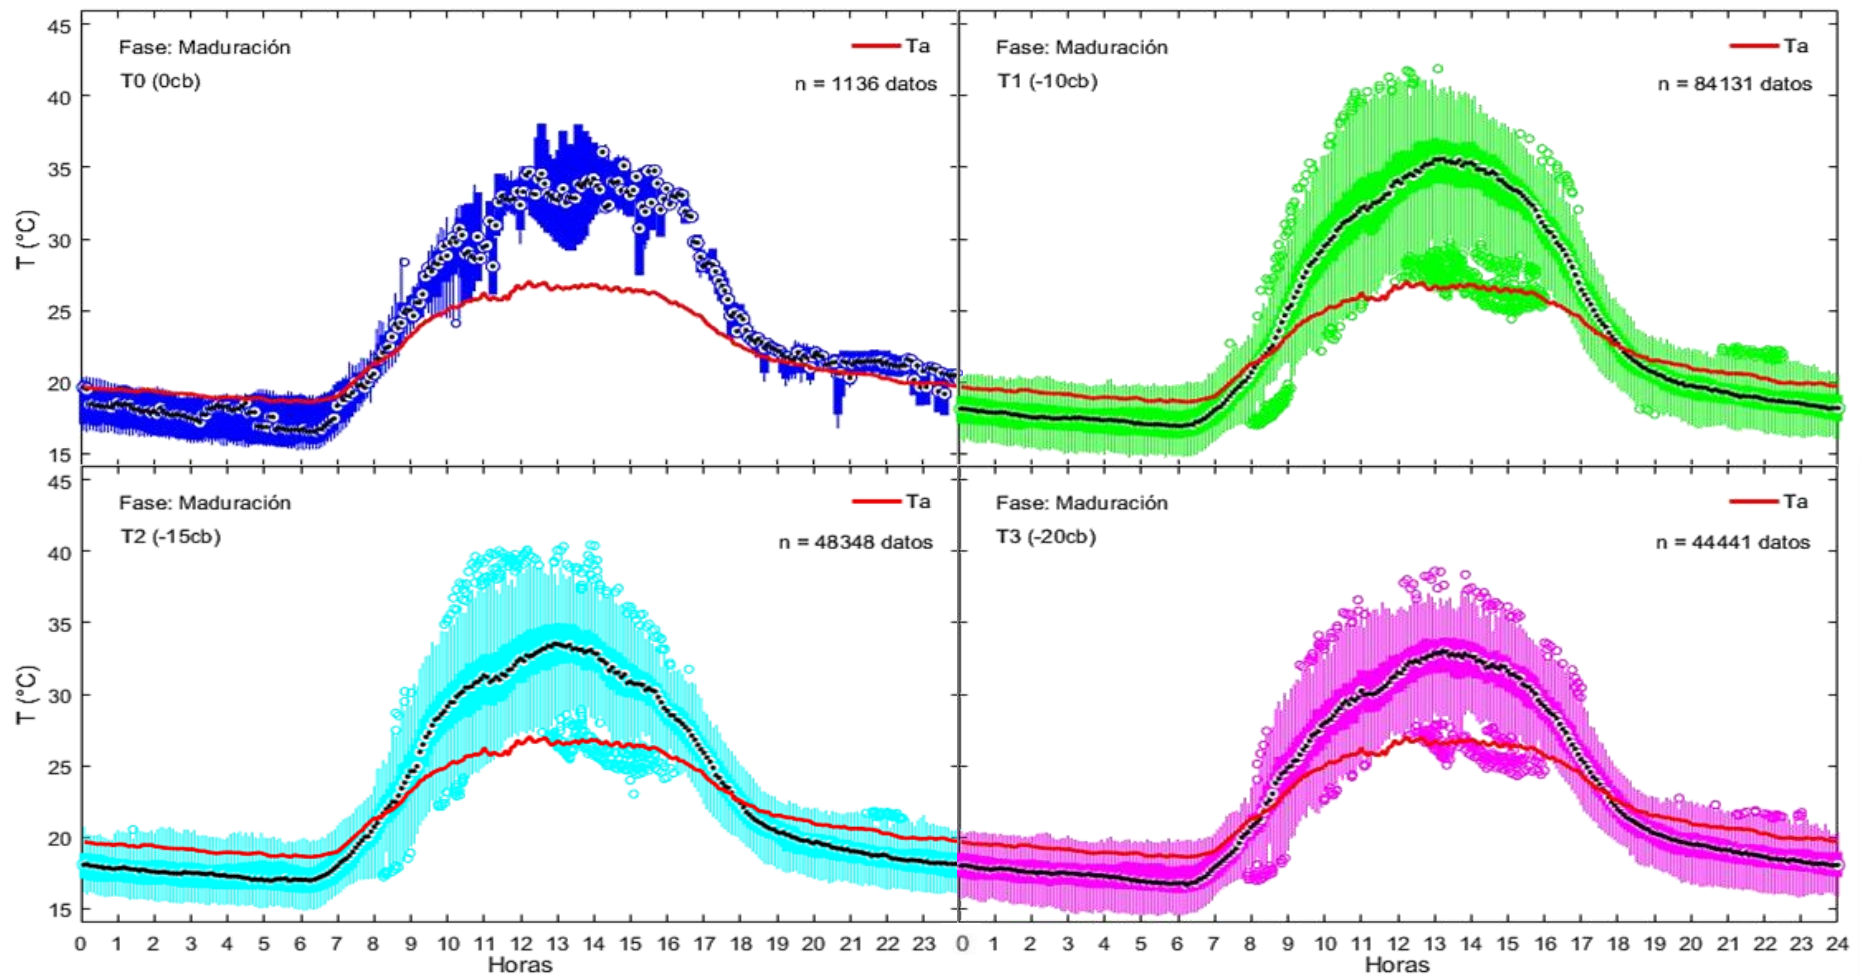 45
40
35
30
25
20
15
T (°C)
Fase: Maduración
T0 (0cb)
Ta
n = 1136 datos
Fase: Maduración
T1 (-10cb)
Ta
n = 84131 datos
45
40
35
30
25
20
15
T (°C)
Fase: Maduración
T2 (-15cb)
Ta
n = 48348 datos
Fase: Maduración
T3 (-20cb)
Ta
n = 44441 datos
0 1 2 3 4 5 6 7 8 9 10 11 12 13 14 15 16 17 18 19 20 21 22 23
0 1 2 3 4 5 6 7 8 9 10 11 12 13 14 15 16 17 18 19 20 21 22 23 24
Horas
Horas